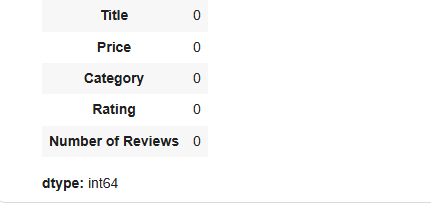 Title 0
Price 0
Category 0
Rating 0
Number of Reviews 0
dtype: int64